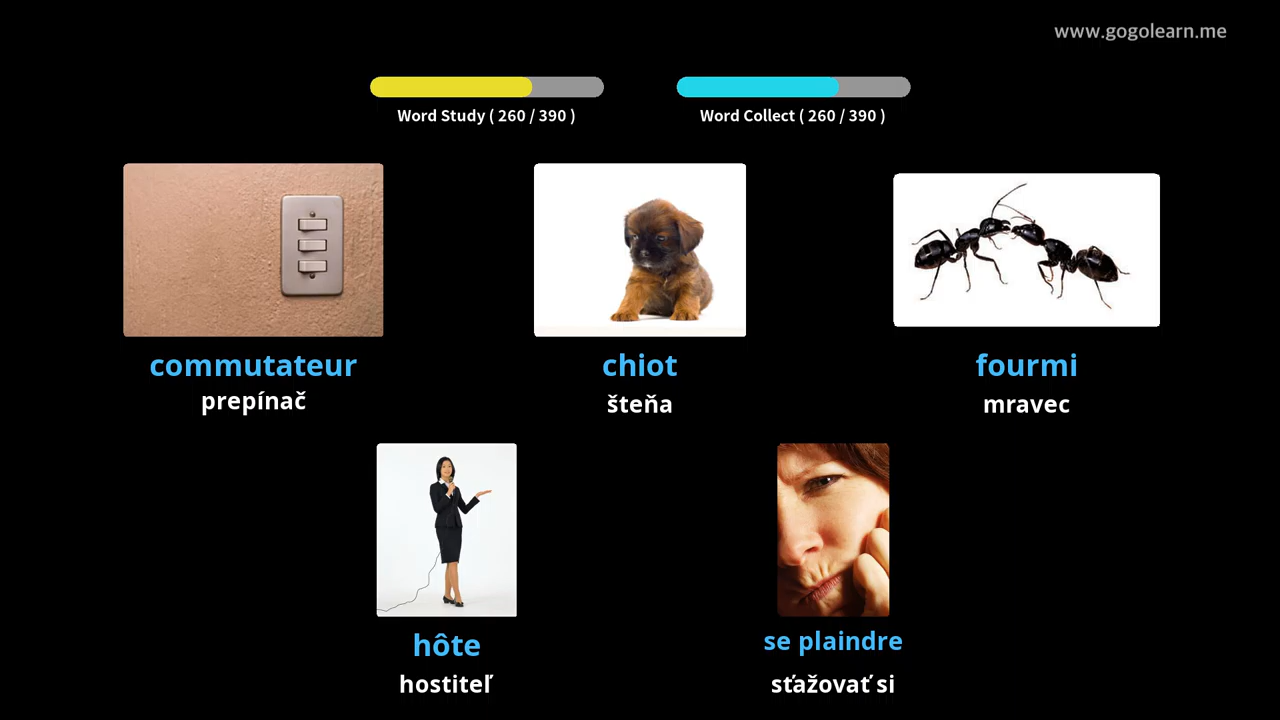 www.gogolearn.me
Word Study ( 260 / 390 )
Word Collect ( 260 / 390 )
commutateur
prepínač
chiot
šteňa
fourmi
mravec
hôte
hostiteľ
se plaindre
sťažovať si